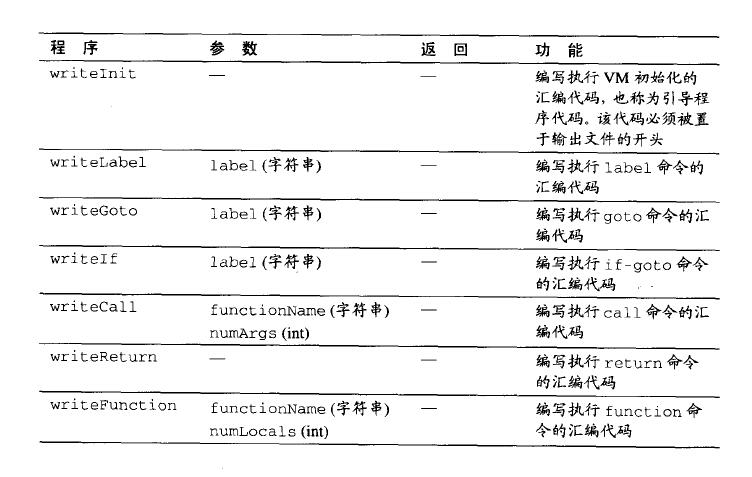 程 序 参 数 返 回 功 能
writeInit — — 编写执行 VM 初始化的
汇编代码，也称为引导程
序代码。该代码必须被置
于输出文件的开头
writeLabel label (字符串) — 编写执行 label 命令的
汇编代码
writeGoto label (字符串) — 编写执行 goto 命令的汇
编代码
writeIf label (字符串) — 编写执行 if-goto 命令
的汇编代码
writeCall functionName (字符串) — 编写执行 call 命令的汇
numArgs (int) 编代码
writeReturn — — 编写执行 return 命令
的汇编代码
writeFunction functionName (字符串) — 编写执行 function 命
numLocals (int) 令的汇编代码